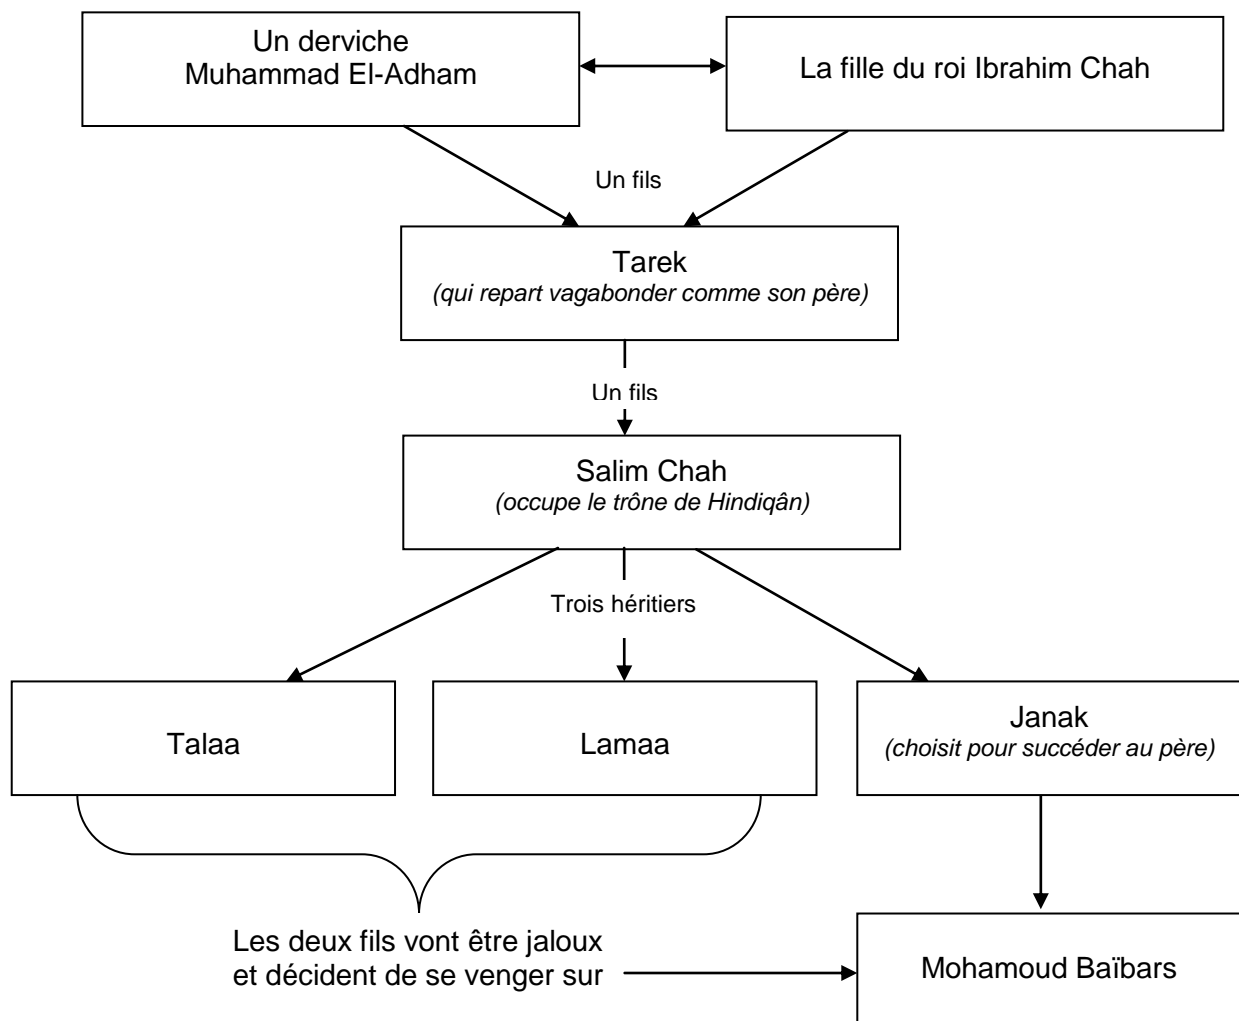 Un derviche
Muhammad El-Adham
La fille du roi Ibrahim Chah
Un fils
Tarek
(qui repart vagabonder comme son père)
Un fils
Salim Chah
(occupe le trône de Hindiqân)
Trois héritiers
Talaa
Lamaa
Janak
(choisit pour succéder au père)
Les deux fils vont être jaloux
et décident de se venger sur
Mohamoud Baïbars